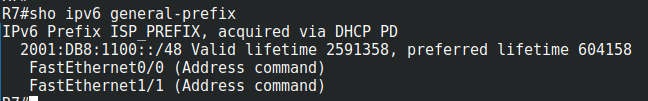 R7#sho ipv6 general-prefix
IPv6 Prefix ISP_PREFIX, acquired via DHCP PD
  2001:DB8:1100::/48 Valid lifetime 2591358, preferred lifetime 604158
   FastEthernet0/0 (Address command)
   FastEthernet1/1 (Address command)
R7#